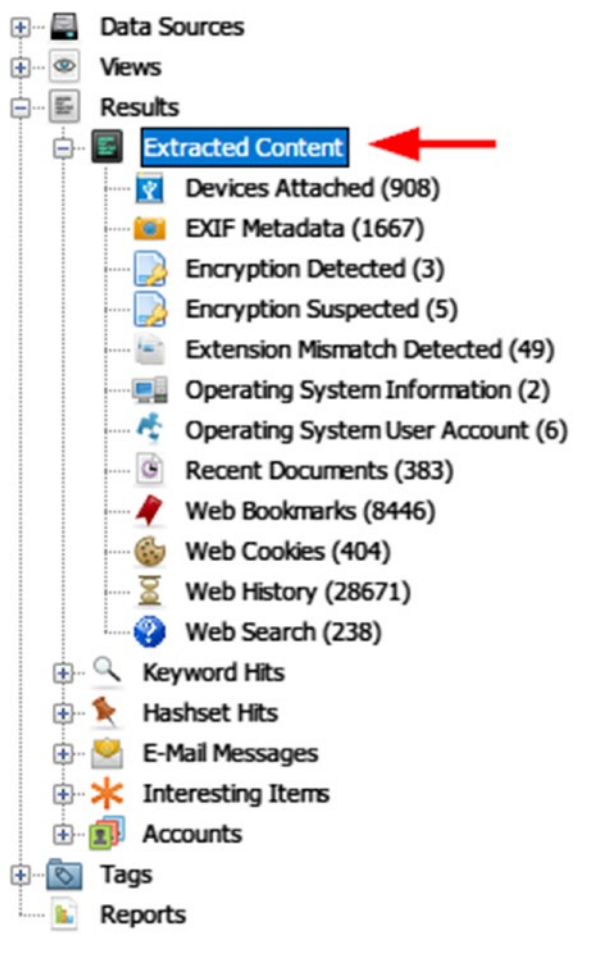 Data Sources
Views
Results
Extracted Content
Devices Attached (908)
EXIF Metadata (1667)
Encryption Detected (3)
Encryption Suspected (5)
Extension Mismatch Detected (49)
Operating System Information (2)
Operating System User Account (6)
Recent Documents (383)
Web Bookmarks (8446)
Web Cookies (404)
Web History (28671)
Web Search (238)
Keyword Hits
Hashset Hits
E-Mail Messages
Interesting Items
Accounts
Tags
Reports